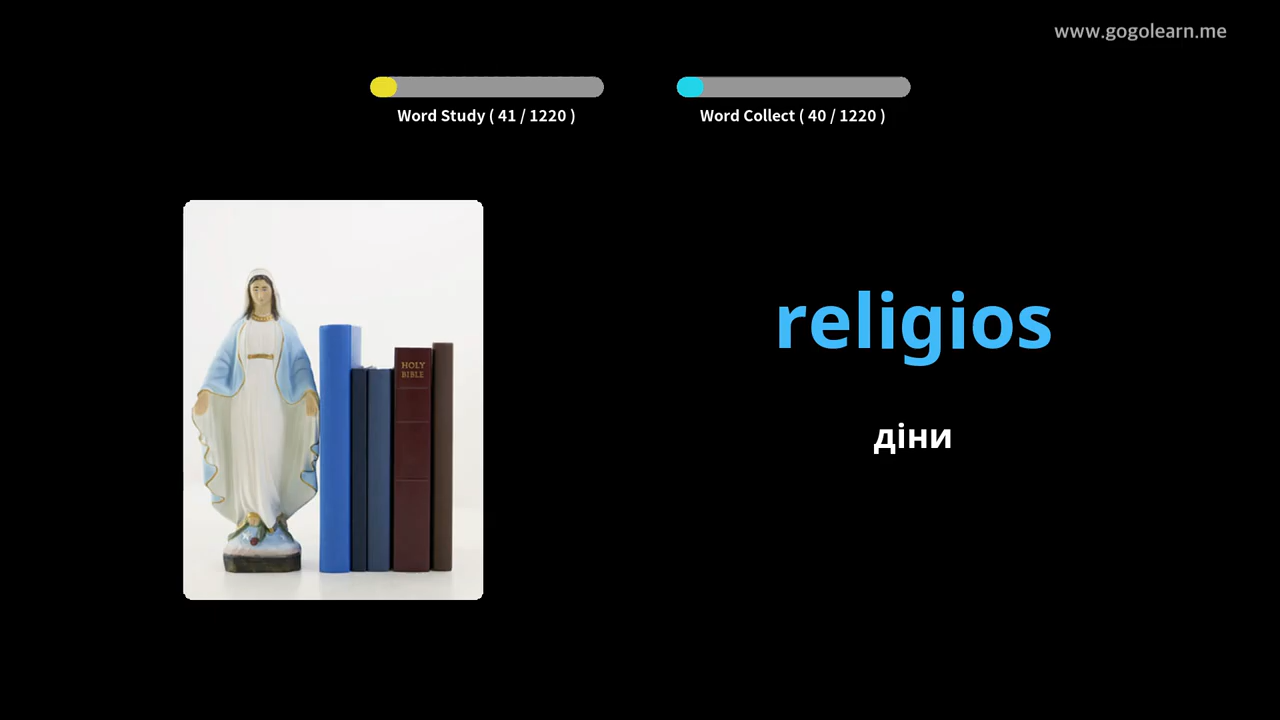 www.gogolearn.me
Word Study ( 41 / 1220 )
Word Collect ( 40 / 1220 )
HOLY
BIBLE
religios
діни